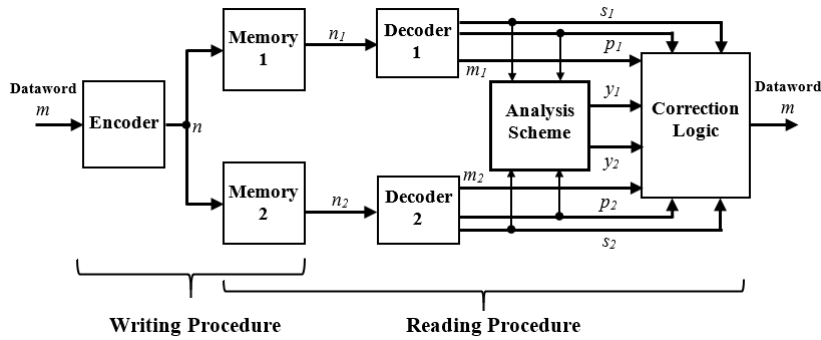 Dataword
m
Encoder
n
Memory
1
Memory
2
n1
n2
Decoder
1
Decoder
2
s1
p1
m1
Analysis
Scheme
y1
y2
m2
p2
s2
Correction
Logic
Dataword
m
Writing Procedure
Reading Procedure